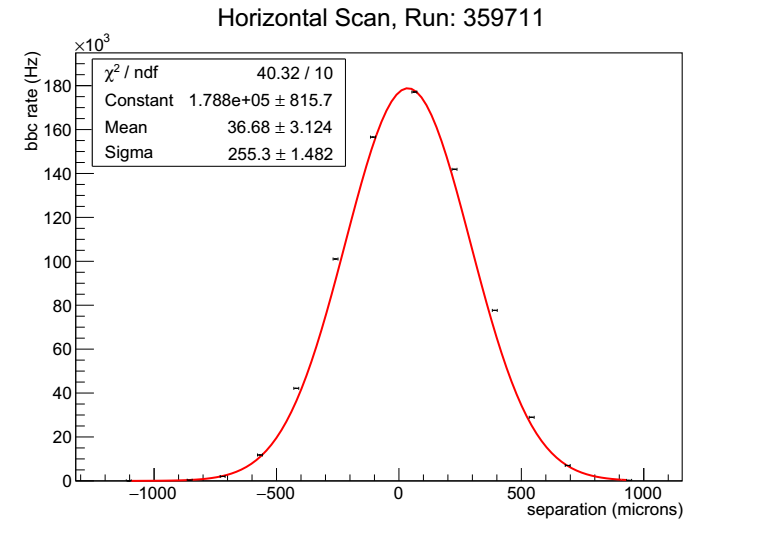 Horizontal Scan, Run: 359711
×10³
bbc rate (Hz)
χ² / ndf 40.32 / 10
Constant 1.788e+05 ± 815.7
Mean 36.68 ± 3.124
Sigma 255.3 ± 1.482
180
160
140
120
100
80
60
40
20
0
−1000 −500 0 500 1000
separation (microns)